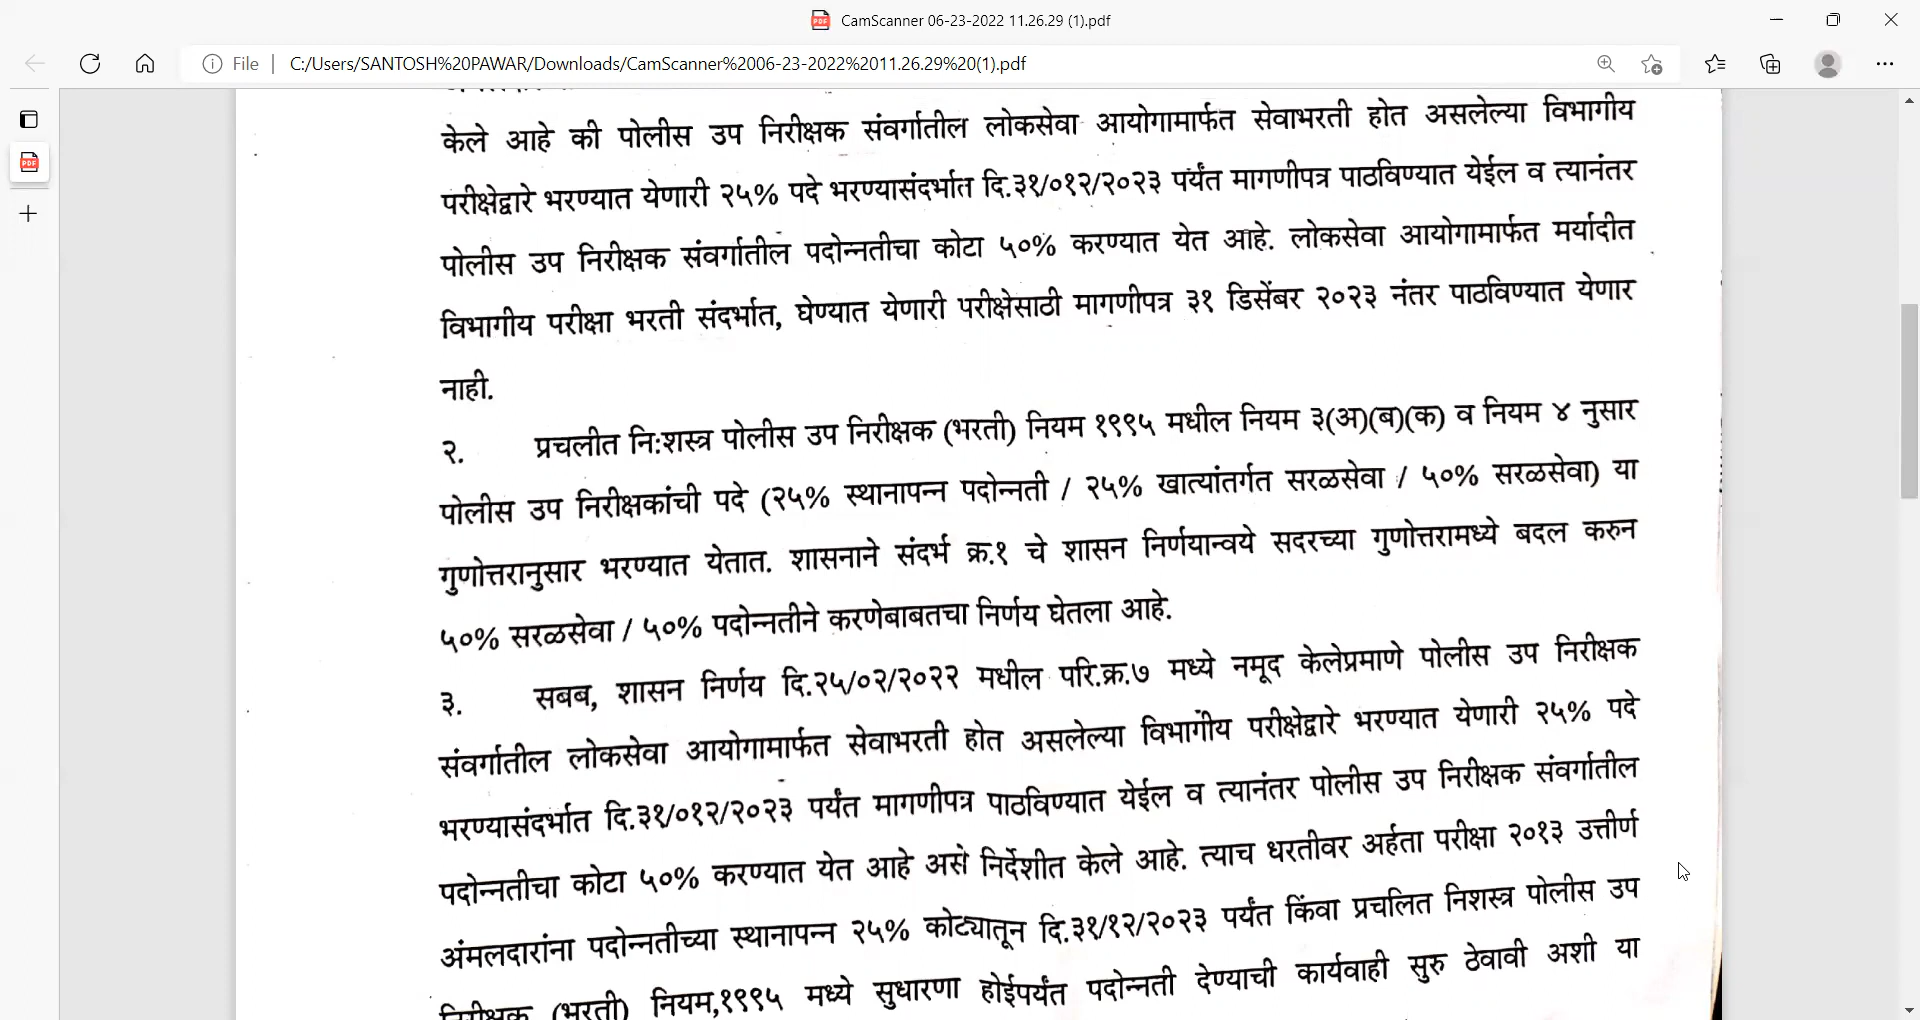 CamScanner 06-23-2022 11.26.29 (1).pdf
File | C:/Users/SANTOSH%20PAWAR/Downloads/CamScanner%2006-23-2022%2011.26.29%20(1).pdf
केले आहे की पोलीस उप निरीक्षक संवर्गातील लोकसेवा आयोगामार्फत सेवाभरती होत असलेल्या विभागीय
परीक्षेद्वारे भरण्यात येणारी २५% पदे भरण्यासंदर्भात दि.३१/०१२/२०२३ पर्यंत मागणीपत्र पाठविण्यात येईल व त्यानंतर
पोलीस उप निरीक्षक संवर्गातील पदोन्नतीचा कोटा ५०% करण्यात येत आहे. लोकसेवा आयोगामार्फत मर्यादीत
विभागीय परीक्षा भरती संदर्भात, घेण्यात येणारी परीक्षेसाठी मागणीपत्र ३१ डिसेंबर २०२३ नंतर पाठविण्यात येणार
नाही.
२. प्रचलीत नि:शस्त्र पोलीस उप निरीक्षक (भरती) नियम १९९५ मधील नियम ३(अ)(ब)(क) व नियम ४ नुसार
पोलीस उप निरीक्षकांची पदे (२५% स्थानापन्न पदोन्नती / २५% खात्यांतर्गत सरळसेवा / ५०% सरळसेवा) या
गुणोत्तरानुसार भरण्यात येतात. शासनाने संदर्भ क्र.१ चे शासन निर्णयान्वये सदरच्या गुणोत्तरामध्ये बदल करुन
५०% सरळसेवा / ५०% पदोन्नतीने करणेबाबतचा निर्णय घेतला आहे.
३. सबब, शासन निर्णय दि.२५/०२/२०२२ मधील परि.क्र.७ मध्ये नमूद केलेप्रमाणे पोलीस उप निरीक्षक
संवर्गातील लोकसेवा आयोगामार्फत सेवाभरती होत असलेल्या विभागीय परीक्षेद्वारे भरण्यात येणारी २५% पदे
भरण्यासंदर्भात दि.३१/०१२/२०२३ पर्यंत मागणीपत्र पाठविण्यात येईल व त्यानंतर पोलीस उप निरीक्षक संवर्गातील
पदोन्नतीचा कोटा ५०% करण्यात येत आहे असे निर्देशीत केले आहे. त्याच धरतीवर अर्हता परीक्षा २०१३ उत्तीर्ण
अंमलदारांना पदोन्नतीच्या स्थानापन्न २५% कोट्यातून दि.३१/१२/२०२३ पर्यंत किंवा प्रचलित निशस्त्र पोलीस उप
निरीक्षक (भरती) नियम,१९९५ मध्ये सुधारणा होईपर्यंत पदोन्नती देण्याची कार्यवाही सुरु ठेवावी अशी या